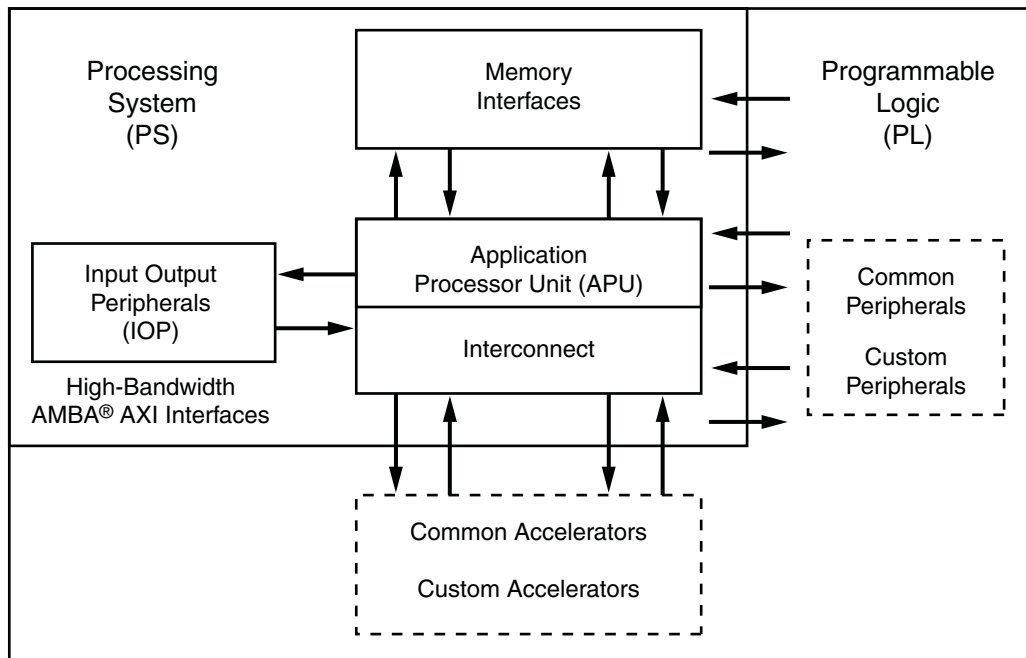 Processing
System
(PS)
Memory
Interfaces
Programmable
Logic
(PL)
Input Output
Peripherals
(IOP)
Application
Processor Unit (APU)
Interconnect
Common
Peripherals
Custom
Peripherals
High-Bandwidth
AMBA® AXI Interfaces
Common Accelerators
Custom Accelerators